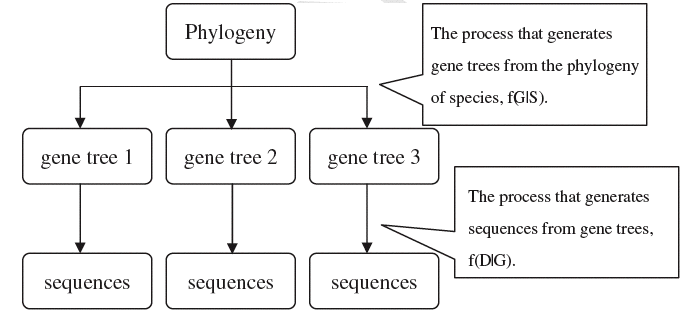 Phylogeny
The process that generates
gene trees from the phylogeny
of species, f(G|S).
gene tree 1
gene tree 2
gene tree 3
The process that generates
sequences from gene trees,
f(D|G).
sequences
sequences
sequences